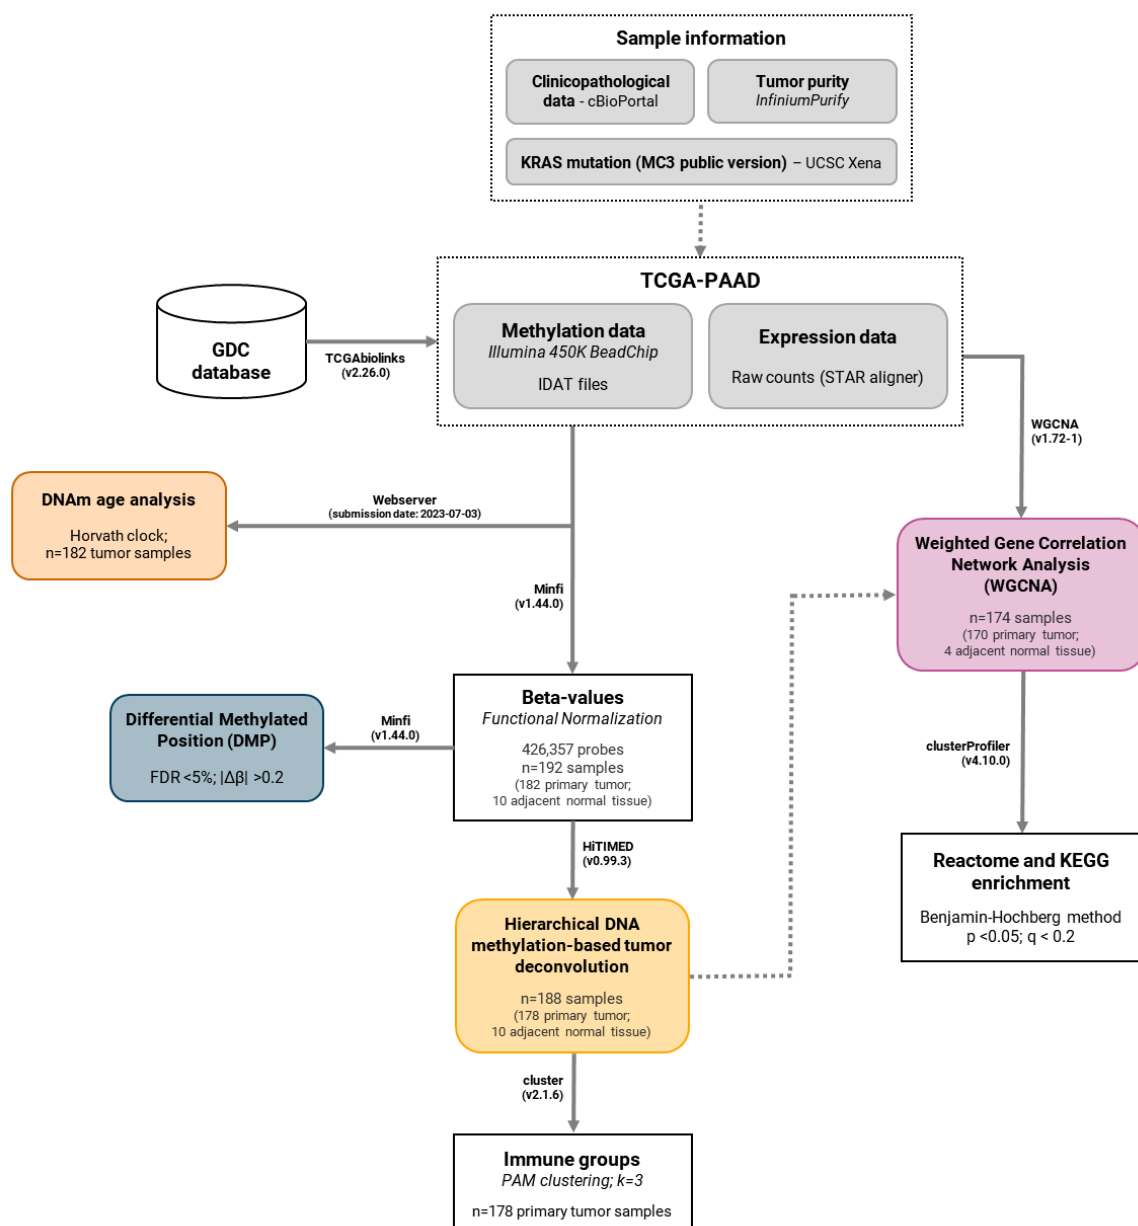 Sample information
Clinicopathological
data - cBioPortal
Tumor purity
InfiniumPurify
KRAS mutation (MC3 public version) – UCSC Xena
TCGA-PAAD
GDC
database
TCGAbiolinks
(v2.26.0)
Methylation data
Illumina 450K BeadChip
IDAT files
Expression data
Raw counts (STAR aligner)
WGCNA
(v1.72-1)
DNAm age analysis
Horvath clock;
n=182 tumor samples
Webserver
(submission date: 2023-07-03)
Weighted Gene Correlation
Network Analysis
(WGCNA)
n=174 samples
(170 primary tumor;
4 adjacent normal tissue)
Minfi
(v1.44.0)
Differential Methylated
Position (DMP)
FDR <5%; |Δβ| >0.2
Minfi
(v1.44.0)
Beta-values
Functional Normalization
426,357 probes
n=192 samples
(182 primary tumor;
10 adjacent normal tissue)
clusterProfiler
(v4.10.0)
HiTIMED
(v0.99.3)
Reactome and KEGG
enrichment
Benjamin-Hochberg method
p <0.05; q < 0.2
Hierarchical DNA
methylation-based tumor
deconvolution
n=188 samples
(178 primary tumor;
10 adjacent normal tissue)
cluster
(v2.1.6)
Immune groups
PAM clustering; k=3
n=178 primary tumor samples